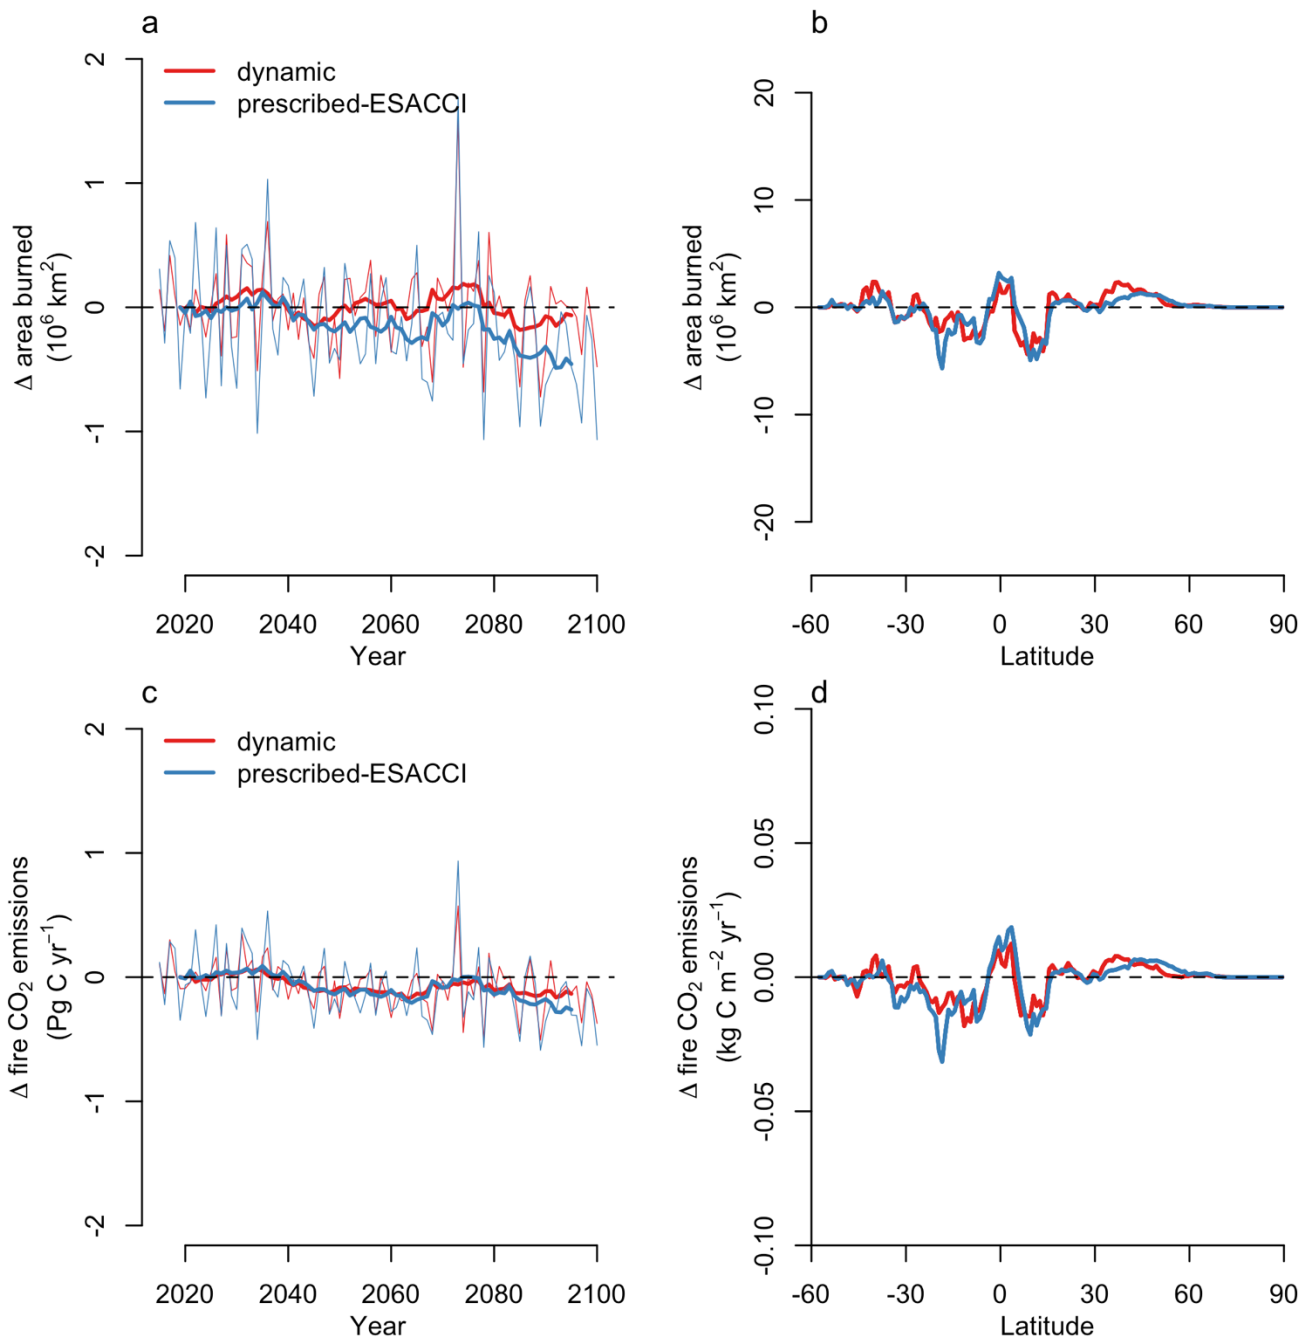 a
2
1
0
-1
-2
Δ area burned
(10⁶ km²)
dynamic
prescribed-ESACCI
2020 2040 2060 2080 2100
Year
b
20
10
0
-10
-20
Δ area burned
(10⁶ km²)
-60 -30 0 30 60 90
Latitude
c
2
1
0
-1
-2
Δ fire CO₂ emissions
(Pg C yr⁻¹)
dynamic
prescribed-ESACCI
2020 2040 2060 2080 2100
Year
d
0.10
0.05
0.00
-0.05
-0.10
Δ fire CO₂ emissions
(kg C m⁻² yr⁻¹)
-60 -30 0 30 60 90
Latitude